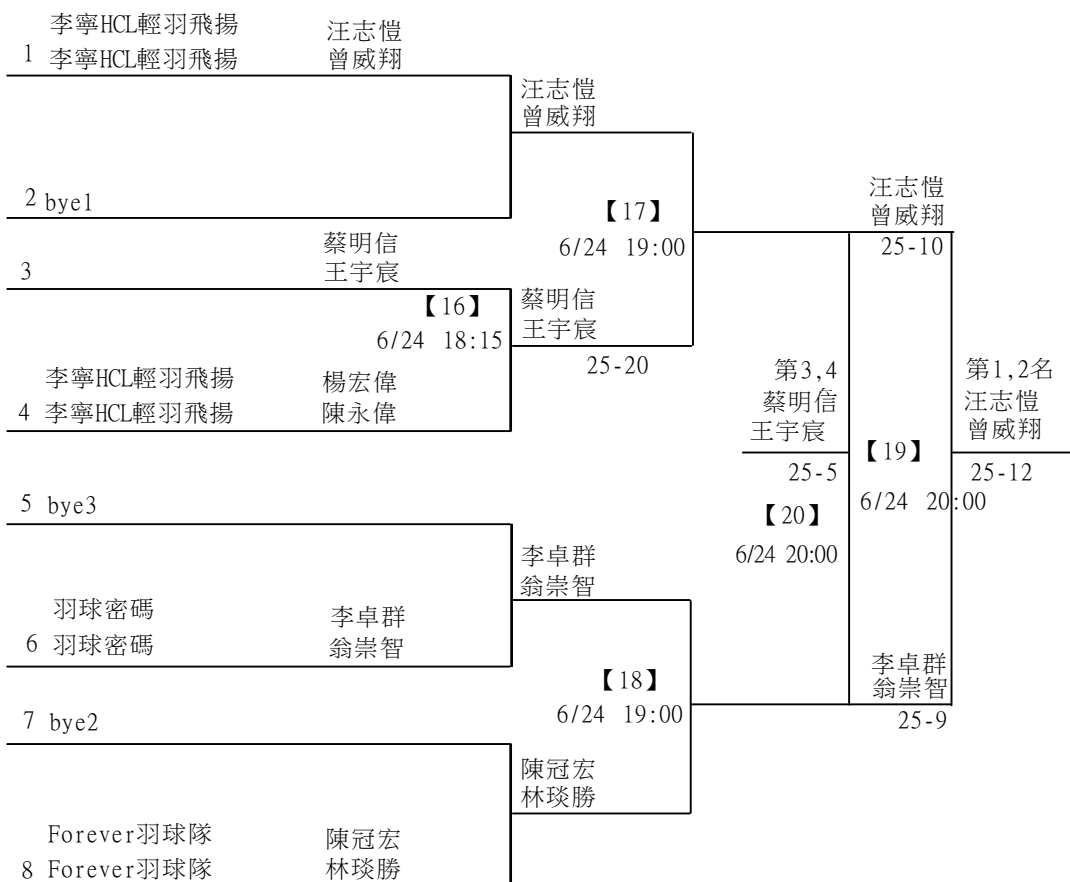 李寧HCL輕羽飛揚
汪志愷
1 李寧HCL輕羽飛揚
曾威翔
汪志愷
曾威翔
2 bye1
汪志愷
曾威翔
【17】
25-10
6/24 19:00
蔡明信
3
王宇宸
【16】
蔡明信
6/24 18:15
王宇宸
25-20
李寧HCL輕羽飛揚
楊宏偉
4 李寧HCL輕羽飛揚
陳永偉
第3,4
蔡明信
王宇宸
25-5
第1,2名
汪志愷
曾威翔
【19】
25-12
6/24 20:00
【20】
6/24 20:00
5 bye3
李卓群
翁崇智
羽球密碼
李卓群
6 羽球密碼
翁崇智
李卓群
翁崇智
【18】
25-9
6/24 19:00
7 bye2
陳冠宏
林琰勝
Forever羽球隊
陳冠宏
8 Forever羽球隊
林琰勝